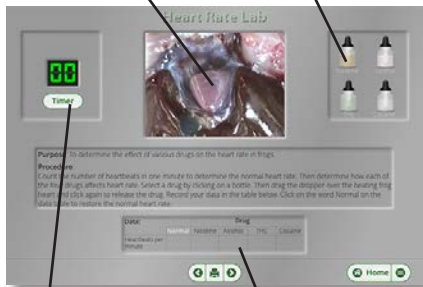 Heart Rate Lab
00
Timer
Purpose: To determine the effect of various drugs on the heart rate in frogs.
Procedure
Count the number of heartbeats in one minute to determine the normal heart rate. Then determine how each of
the four drugs affects heart rate. Select a drug by clicking on a bottle. Then drag the dropper over the beating frog
heart and click again to release the drug. Record your data in the table below. Click on the word Normal on the
data table to restore the normal heart rate.
Data: Drug
Normal Nicotine Alcohol THC Cocaine
Heartbeats per
minute
Home